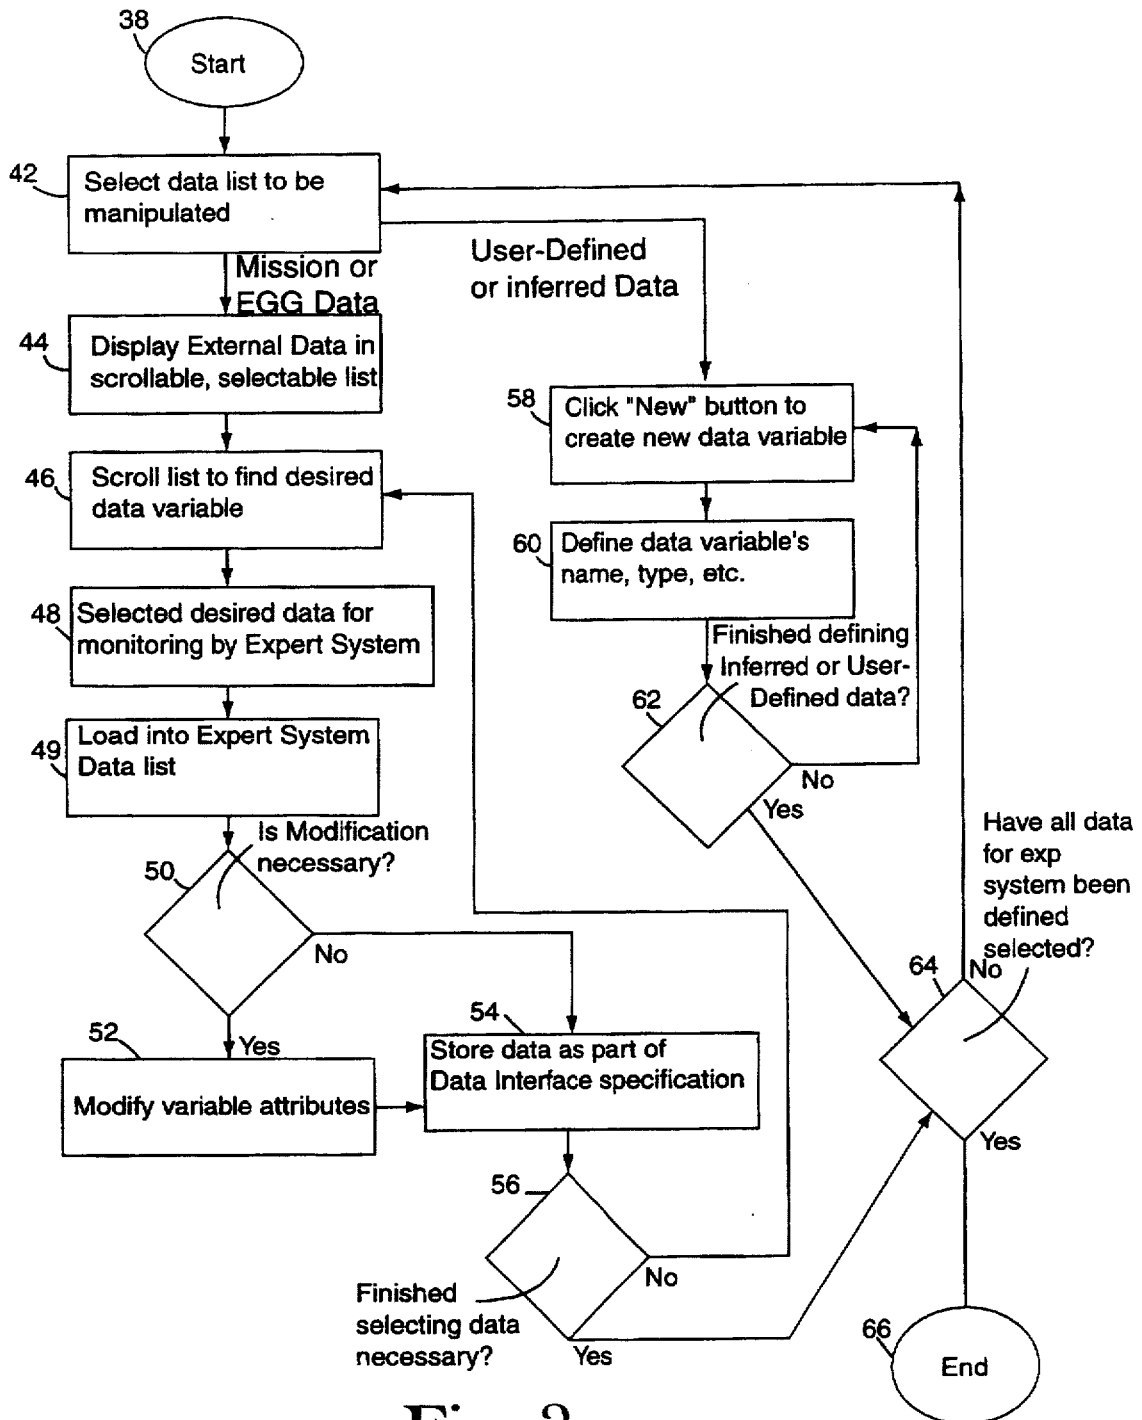 38
Start
42
Select data list to be
manipulated
Mission or
EGG Data
User-Defined
or inferred Data
44
Display External Data in
scrollable, selectable list
58
Click "New" button to
create new data variable
46
Scroll list to find desired
data variable
60
Define data variable's
name, type, etc.
48
Selected desired data for
monitoring by Expert System
Finished defining
Inferred or User-
Defined data?
62
No
Yes
49
Load into Expert System
Data list
Is Modification
necessary?
50
No
Yes
Have all data
for exp
system been
defined
selected?
64
No
Yes
52
Modify variable attributes
54
Store data as part of
Data Interface specification
56
No
Finished
selecting data
necessary?
Yes
66
End